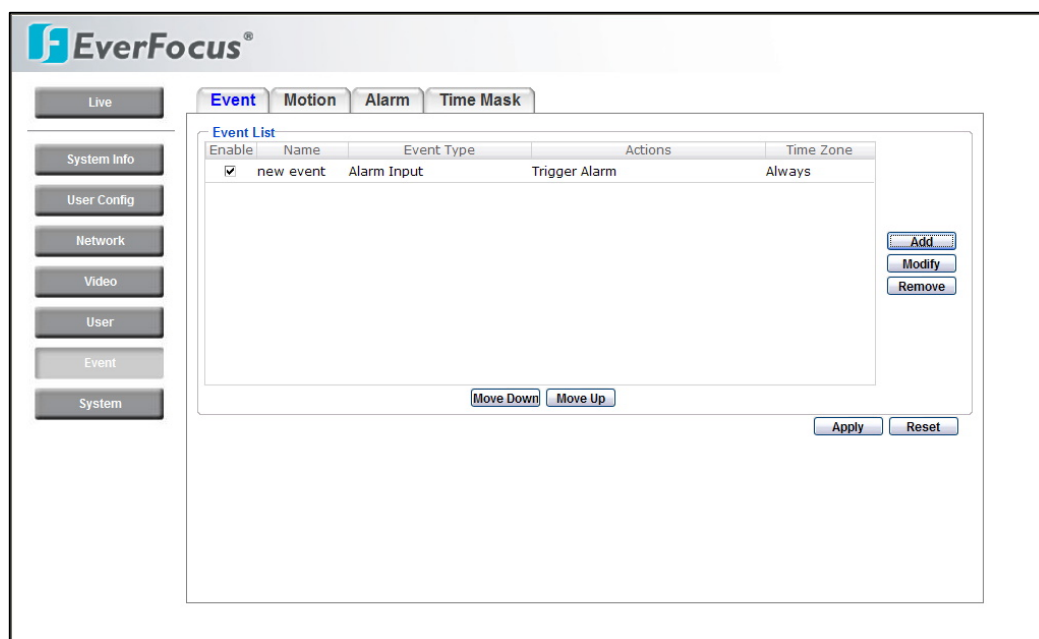 EverFocus®
Live
System Info
User Config
Network
Video
User
Event
System
Event Motion Alarm Time Mask
Event List
Enable Name Event Type Actions Time Zone
new event Alarm Input Trigger Alarm Always
Add
Modify
Remove
Move Down Move Up
Apply Reset